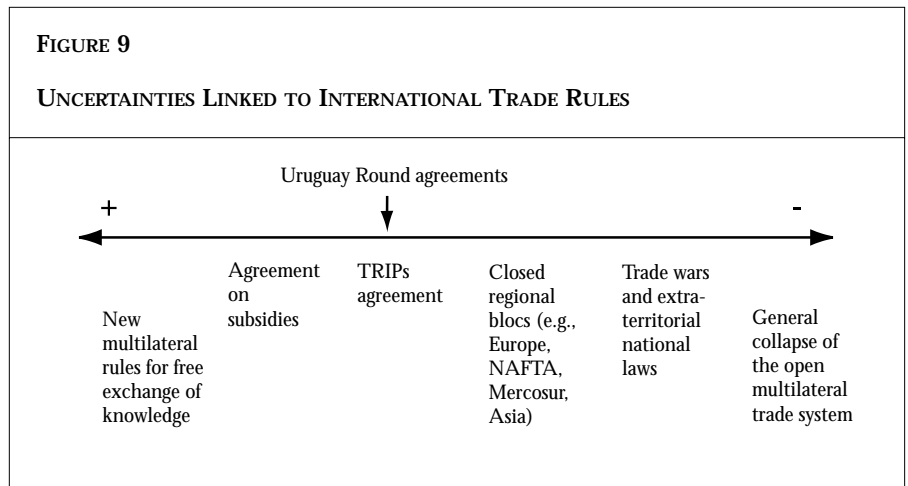 FIGURE 9
UNCERTAINTIES LINKED TO INTERNATIONAL TRADE RULES
Uruguay Round agreements
+
-
New
multilateral
rules for free
exchange of
knowledge
Agreement
on
subsidies
TRIPs
agreement
Closed
regional
blocs (e.g.,
Europe,
NAFTA,
Mercosur,
Asia)
Trade wars
and extra-
territorial
national
laws
General
collapse of
the open
multilateral
trade system